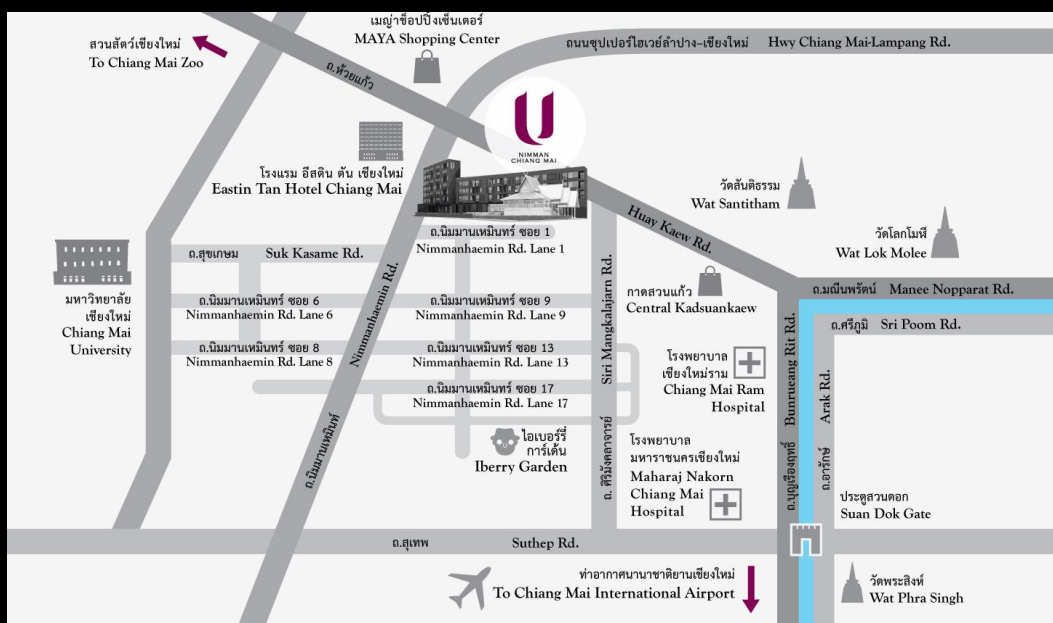 เมญ่าช็อปปิ้งเซ็นเตอร์
MAYA Shopping Center
สวนสัตว์เชียงใหม่
To Chiang Mai Zoo
ถนนซุปเปอร์ไฮเวย์ลำปาง-เชียงใหม่ Hwy Chiang Mai-Lampang Rd.
ถ.ห้วยแก้ว
U
NIMMAN
CHIANG MAI
โรงแรม อีสติน ตัน เชียงใหม่
Eastin Tan Hotel Chiang Mai
วัดสันติธรรม
Wat Santitham
Huay Kaew Rd.
วัดโลกโมฬี
Wat Lok Molee
ถ.นิมมานเหมินทร์ ซอย 1
Nimmanhaemin Rd. Lane 1
ถ.สุขเกษม Suk Kasame Rd.
มหาวิทยาลัย
เชียงใหม่
Chiang Mai
University
กาดสวนแก้ว
Central Kadsuankaew
ถ.มณีนพรัตน์ Manee Nopparat Rd.
ถ.ศรีภูมิ Sri Poom Rd.
ถ.นิมมานเหมินทร์ ซอย 6
Nimmanhaemin Rd. Lane 6
ถ.นิมมานเหมินทร์ ซอย 9
Nimmanhaemin Rd. Lane 9
ถ.นิมมานเหมินทร์ ซอย 8
Nimmanhaemin Rd. Lane 8
ถ.นิมมานเหมินทร์ ซอย 13
Nimmanhaemin Rd. Lane 13
ถ.นิมมานเหมินทร์ ซอย 17
Nimmanhaemin Rd. Lane 17
Nimmanhaemin Rd.
ถ.นิมมานเหมินท์
Siri Mangkalajarn Rd.
ถ. ศิริมังคลาจารย์
โรงพยาบาล
เชียงใหม่ราม
Chiang Mai Ram
Hospital
Bunrueang Rit Rd.
ถ.บุญเรืองฤทธิ์
Arak Rd.
ถ.อารักษ์
ไอเบอร์รี่
การ์เด้น
Iberry Garden
โรงพยาบาล
มหาราชนครเชียงใหม่
Maharaj Nakorn
Chiang Mai
Hospital
ประตูสวนดอก
Suan Dok Gate
ถ.สุเทพ Suthep Rd.
ท่าอากาศนานาชาติยานเชียงใหม่
To Chiang Mai International Airport
วัดพระสิงห์
Wat Phra Singh